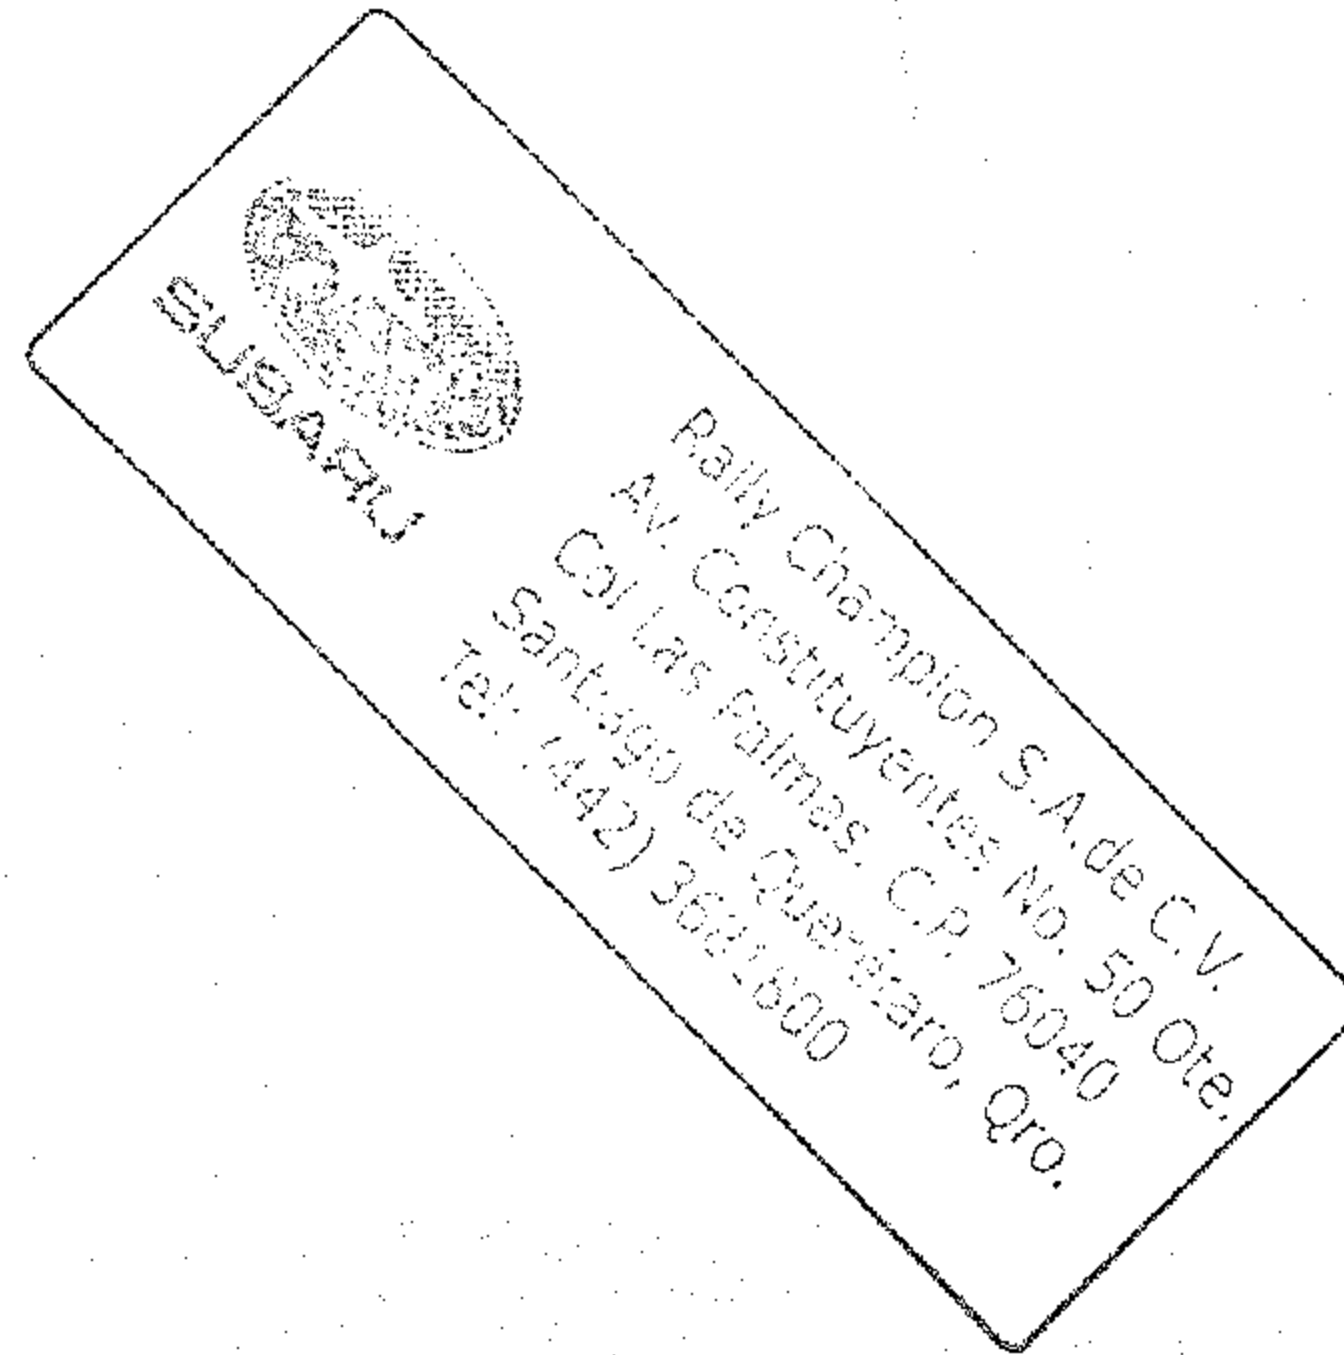 SUBARU
Rally Champion S.A.de C.V.
Av. Constituyentes No. 50 Ote.
Col Las Palmas. C.P. 76040
Santiago de Querétaro, Qro.
Tel: (442)